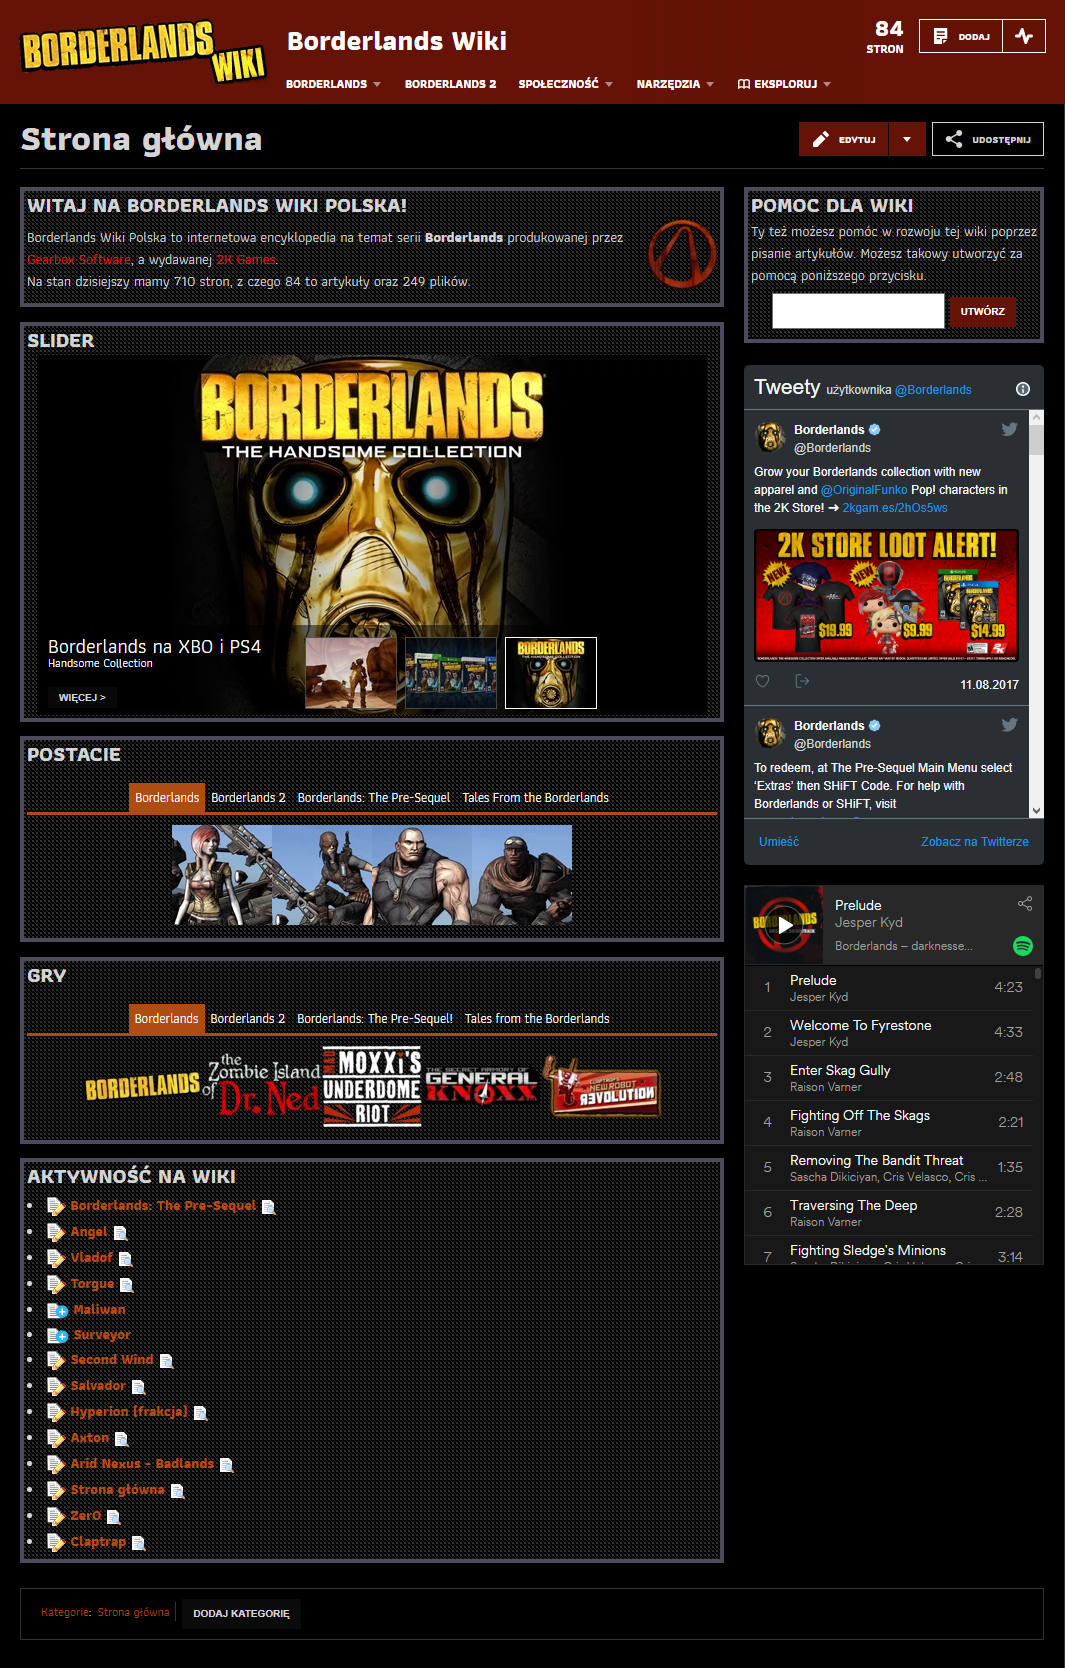 BORDERLANDS
WIKI
Borderlands Wiki
84
STRON
DODAJ
BORDERLANDS
BORDERLANDS 2
SPOŁECZNOŚĆ
NARZĘDZIA
EKSPLORUJ
Strona główna
EDYTUJ
UDOSTĘPNIJ
WITAJ NA BORDERLANDS WIKI POLSKA!
Borderlands Wiki Polska to internetowa encyklopedia na temat serii Borderlands produkowanej przez
Gearbox Software, a wydawanej 2K Games.
Na stan dzisiejszy mamy 710 stron, z czego 84 to artykuły oraz 249 plików.
SLIDER
BORDERLANDS
THE HANDSOME COLLECTION
Borderlands na XBO i PS4
Handsome Collection
WIĘCEJ >
BORDERLANDS
POSTACIE
Borderlands
Borderlands 2
Borderlands: The Pre-Sequel
Tales From the Borderlands
GRY
Borderlands
Borderlands 2
Borderlands: The Pre-Sequel!
Tales from the Borderlands
BORDERLANDS
the
Zombie Island
of Dr. Ned
MAD
MOXXI'S
UNDERDOME
RIOT
THE SECRET ARMORY OF
GENERAL
KNOXX
CLAPTRAP'S
NEW ROBOT
REVOLUTION
AKTYWNOŚĆ NA WIKI
Borderlands: The Pre-Sequel
Angel
Vladof
Torgue
Maliwan
Surveyor
Second Wind
Salvador
Hyperion (frakcja)
Axton
Arid Nexus - Badlands
Strona główna
Zer0
Claptrap
POMOC DLA WIKI
Ty też możesz pomóc w rozwoju tej wiki poprzez
pisanie artykułów. Możesz takowy utworzyć za
pomocą poniższego przycisku.
UTWÓRZ
Tweety użytkownika @Borderlands
Borderlands
@Borderlands
Grow your Borderlands collection with new
apparel and @OriginalFunko Pop! characters in
the 2K Store! ➔ 2kgam.es/2hOs5ws
2K STORE LOOT ALERT!
NEW
NEW
$19.99
$9.99
$14.99
2K
11.08.2017
Borderlands
@Borderlands
To redeem, at The Pre-Sequel Main Menu select
'Extras' then SHiFT Code. For help with
Borderlands or SHiFT, visit
Umieść
Zobacz na Twitterze
BORDERLANDS
Prelude
Jesper Kyd
Borderlands – darknesse...
1 Prelude 4:23
Jesper Kyd
2 Welcome To Fyrestone 4:33
Jesper Kyd
3 Enter Skag Gully 2:48
Raison Varner
4 Fighting Off The Skags 2:21
Raison Varner
5 Removing The Bandit Threat 1:35
Sascha Dikiciyan, Cris Velasco, Cris ...
6 Traversing The Deep 2:28
Raison Varner
7 Fighting Sledge's Minions 3:14
Kategorie: Strona główna
DODAJ KATEGORIĘ